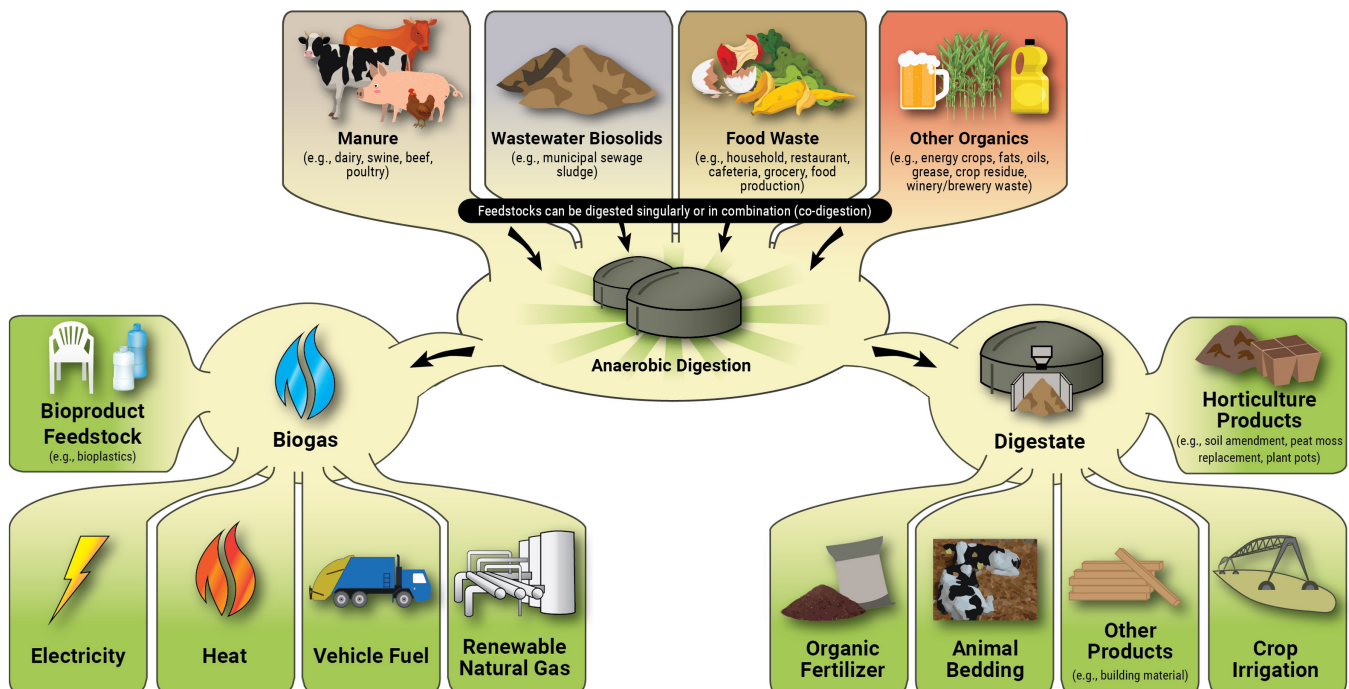 Manure
(e.g., dairy, swine, beef,
poultry)
Wastewater Biosolids
(e.g., municipal sewage
sludge)
Food Waste
(e.g., household, restaurant,
cafeteria, grocery, food
production)
Other Organics
(e.g., energy crops, fats, oils,
grease, crop residue,
winery/brewery waste)
Feedstocks can be digested singularly or in combination (co-digestion)
Anaerobic Digestion
Bioproduct
Feedstock
(e.g., bioplastics)
Biogas
Digestate
Horticulture
Products
(e.g., soil amendment, peat moss
replacement, plant pots)
Electricity
Heat
Vehicle Fuel
Renewable
Natural Gas
Organic
Fertilizer
Animal
Bedding
Other
Products
(e.g., building material)
Crop
Irrigation